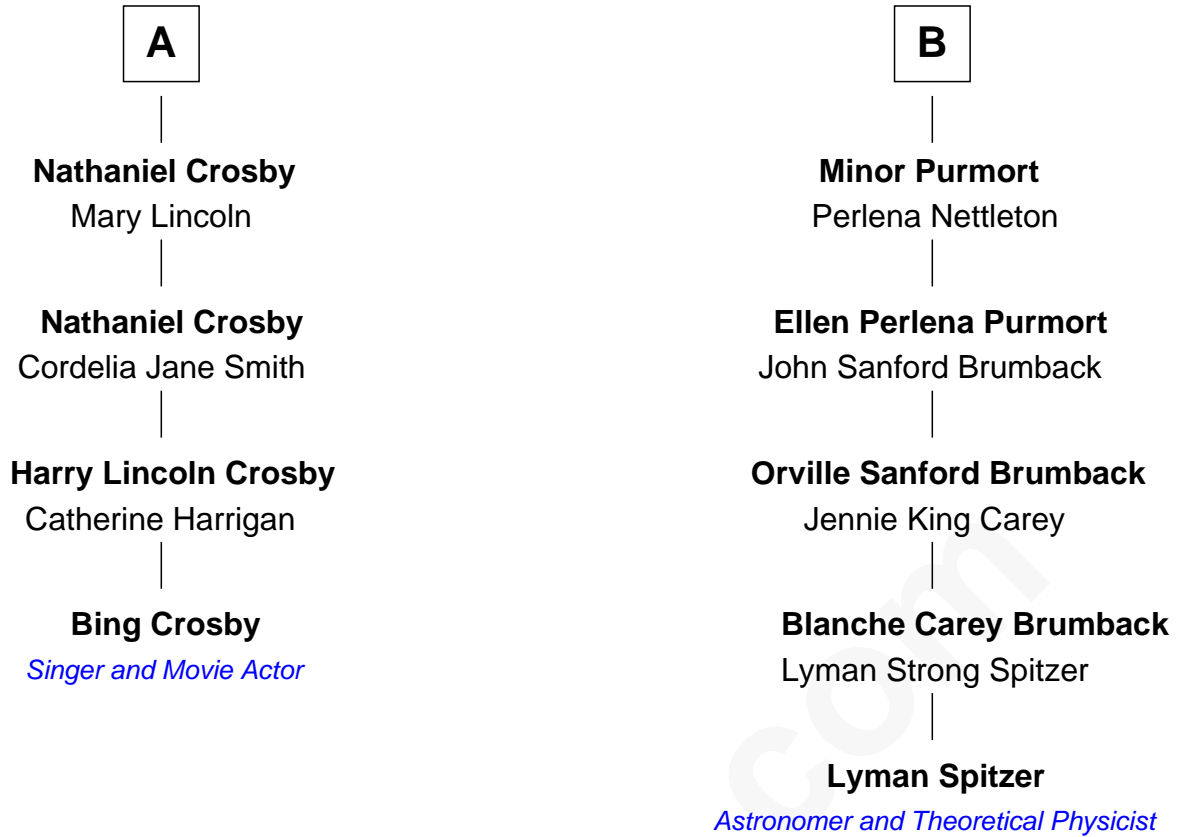 A
Nathaniel Crosby
Mary Lincoln
Nathaniel Crosby
Cordelia Jane Smith
Harry Lincoln Crosby
Catherine Harrigan
Bing Crosby
Singer and Movie Actor
B
Minor Purmort
Perlena Nettleton
Ellen Perlena Purmort
John Sanford Brumback
Orville Sanford Brumback
Jennie King Carey
Blanche Carey Brumback
Lyman Strong Spitzer
Lyman Spitzer
Astronomer and Theoretical Physicist
com